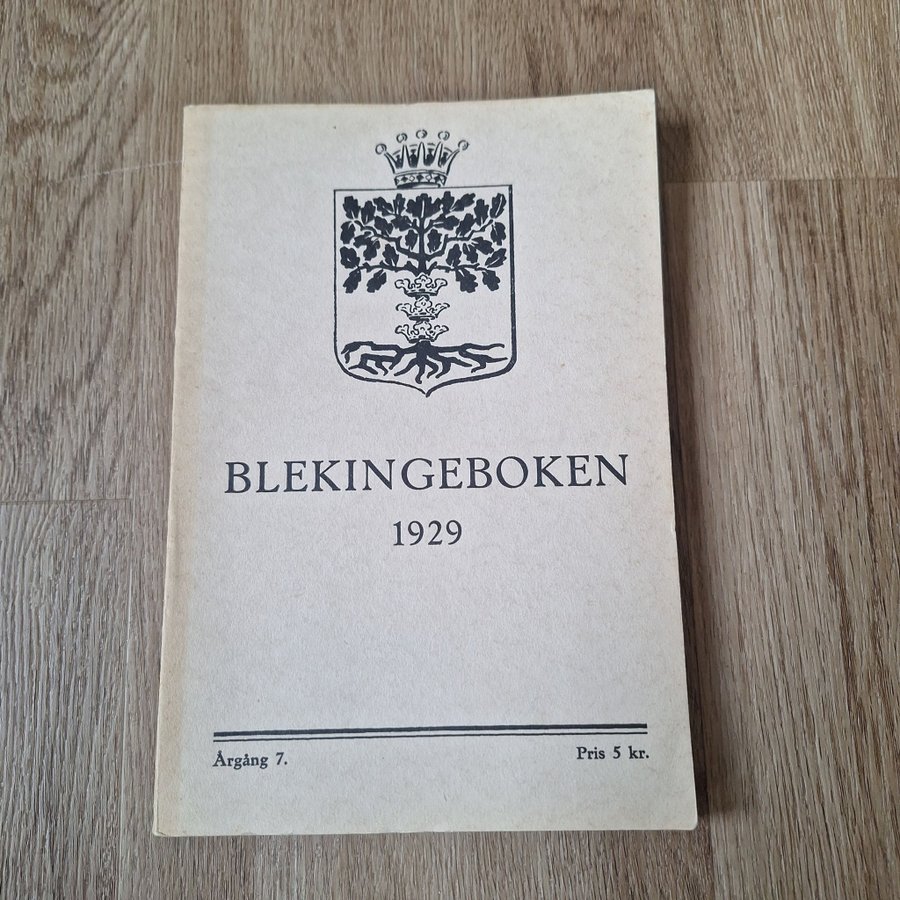 BLEKINGEBOKEN
1929
Årgång 7.
Pris 5 kr.